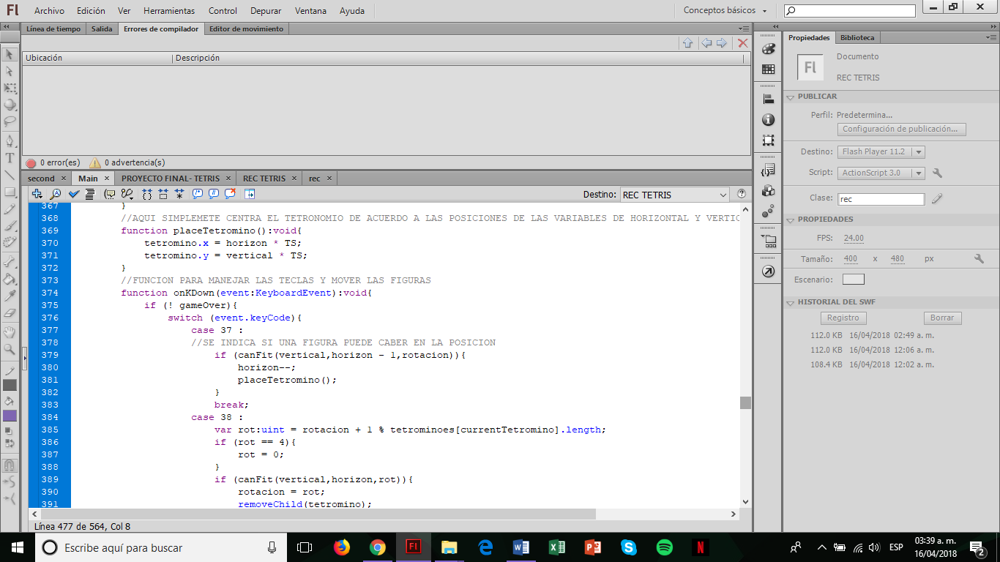 Fl Archivo Edición Ver Herramientas Control Depurar Ventana Ayuda Conceptos básicos
Línea de tiempo Salida Errores de compilador Editor de movimiento
Ubicación Descripción
0 error(es) 0 advertencia(s)
second Main PROYECTO FINAL- TETRIS REC TETRIS rec
Destino: REC TETRIS
367 }
368 //AQUI SIMPLEMETE CENTRA EL TETRONOMIO DE ACUERDO A LAS POSICIONES DE LAS VARIABLES DE HORIZONTAL Y VERTIC
369 function placeTetromino():void{
370 tetromino.x = horizon * TS;
371 tetromino.y = vertical * TS;
372 }
373 //FUNCION PARA MANEJAR LAS TECLAS Y MOVER LAS FIGURAS
374 function onKDown(event:KeyboardEvent):void{
375 if (! gameOver){
376 switch (event.keyCode){
377 case 37 :
378 //SE INDICA SI UNA FIGURA PUEDE CABER EN LA POSICION
379 if (canFit(vertical,horizon - 1,rotacion)){
380 horizon--;
381 placeTetromino();
382 }
383 break;
384 case 38 :
385 var rot:uint = rotacion + 1 % tetrominoes[currentTetromino].length;
386 if (rot == 4){
387 rot = 0;
388 }
389 if (canFit(vertical,horizon,rot)){
390 rotacion = rot;
391 removeChild(tetromino);
Línea 477 de 564, Col 8
Propiedades Biblioteca
Fl Documento
REC TETRIS
PUBLICAR
Perfil: Predetermina...
Configuración de publicación...
Destino: Flash Player 11.2
Script: ActionScript 3.0
Clase: rec
PROPIEDADES
FPS: 24.00
Tamaño: 400 x 480 px
Escenario:
HISTORIAL DEL SWF
Registro Borrar
112.0 KB 16/04/2018 02:49 a. m.
112.0 KB 16/04/2018 12:06 a. m.
108.4 KB 16/04/2018 12:02 a. m.
Escribe aquí para buscar
ESP 03:39 a. m.
16/04/2018
2